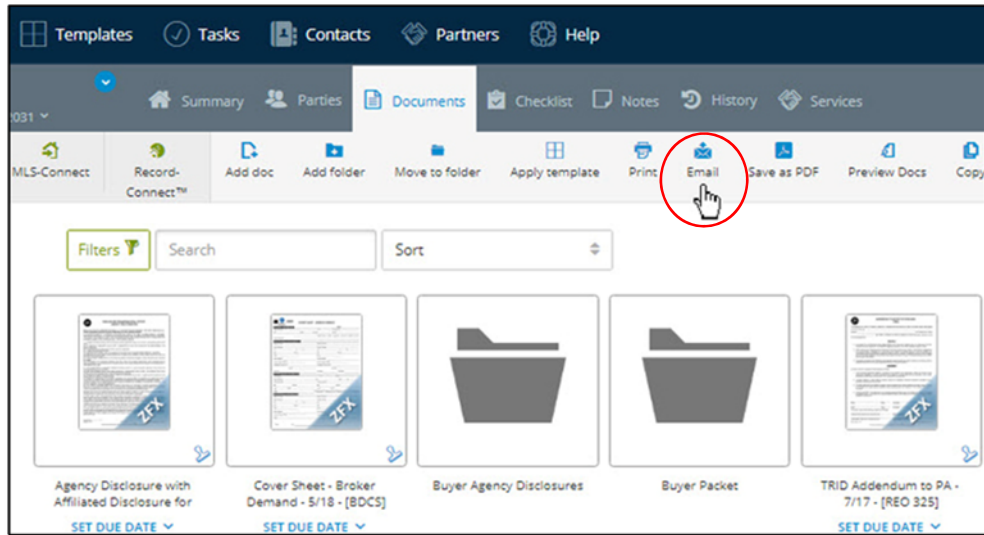 Templates Tasks Contacts Partners Help
2031 Summary Parties Documents Checklist Notes History Services
MLS-Connect Record- Add doc Add folder Move to folder Apply template Print Email Save as PDF Preview Docs Copy
Connect™
Filters Search Sort
ZFX ZFX ZFX
Agency Disclosure with Cover Sheet - Broker Buyer Agency Disclosures Buyer Packet TRID Addendum to PA -
Affiliated Disclosure for Demand - 5/18 - [BDCS] 7/17 - [REO 325]
SET DUE DATE SET DUE DATE SET DUE DATE